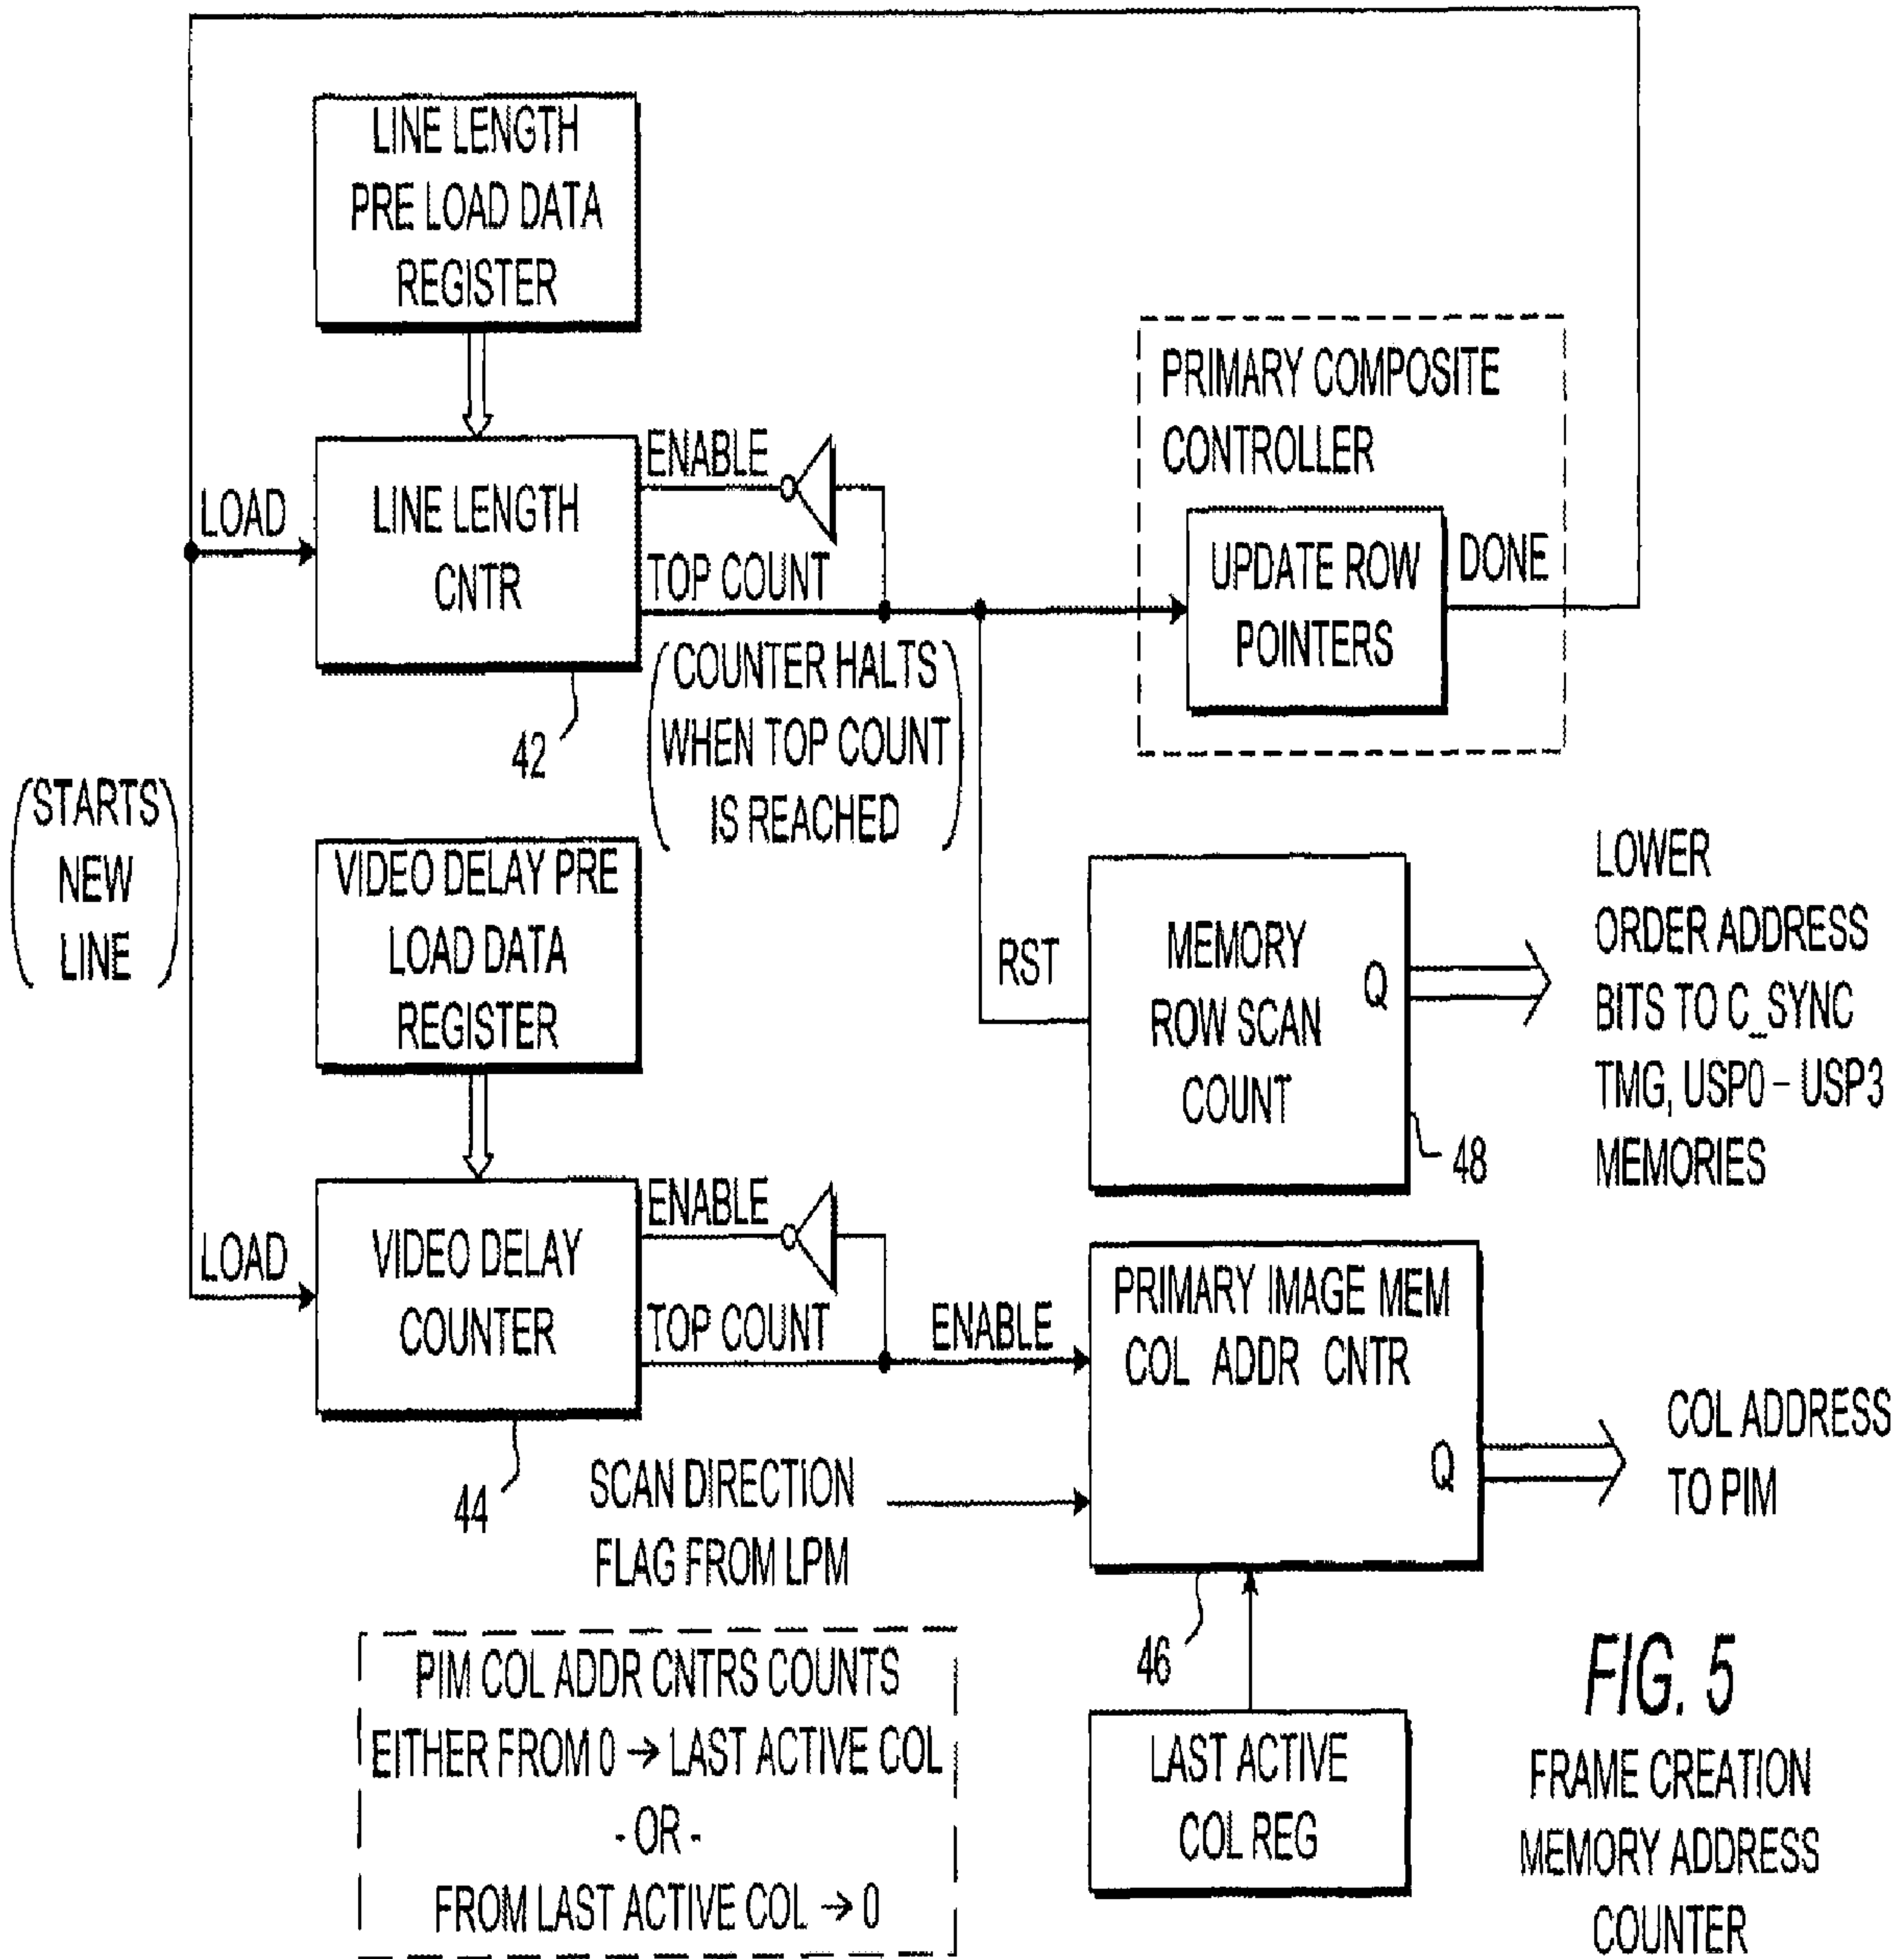 LINE LENGTH
PRE LOAD DATA
REGISTER
LOAD
LINE LENGTH
CNTR
ENABLE
TOP COUNT
(COUNTER HALTS
WHEN TOP COUNT
IS REACHED)
42
PRIMARY COMPOSITE
CONTROLLER
UPDATE ROW
POINTERS
DONE
(STARTS
NEW
LINE)
VIDEO DELAY PRE
LOAD DATA
REGISTER
RST
MEMORY
ROW SCAN
COUNT
Q
48
LOWER
ORDER ADDRESS
BITS TO C_SYNC
TMG, USP0 – USP3
MEMORIES
LOAD
VIDEO DELAY
COUNTER
ENABLE
TOP COUNT
44
ENABLE
PRIMARY IMAGE MEM
COL ADDR CNTR
Q
COL ADDRESS
TO PIM
SCAN DIRECTION
FLAG FROM LPM
46
LAST ACTIVE
COL REG
PIM COL ADDR CNTRS COUNTS
EITHER FROM 0 → LAST ACTIVE COL
- OR -
FROM LAST ACTIVE COL → 0
FIG. 5
FRAME CREATION
MEMORY ADDRESS
COUNTER